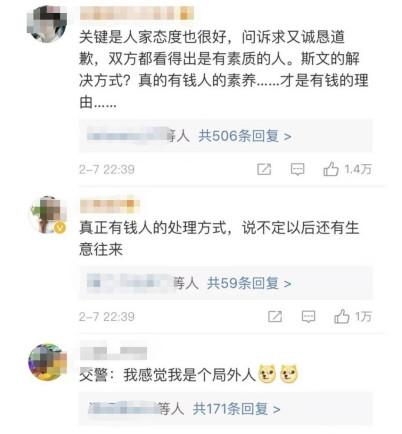 关键是人家态度也很好，问诉求又诚恳道
歉，双方都看得出是有素质的人。斯文的解
决方式？真的有钱人的素养……才是有钱的理
由……
等人 共506条回复 >
2-7 22:39 1.4万
真正有钱人的处理方式，说不定以后还有生
意往来
等人 共59条回复 >
2-7 22:39 1万
交警：我感觉我是个局外人
等人 共171条回复 >